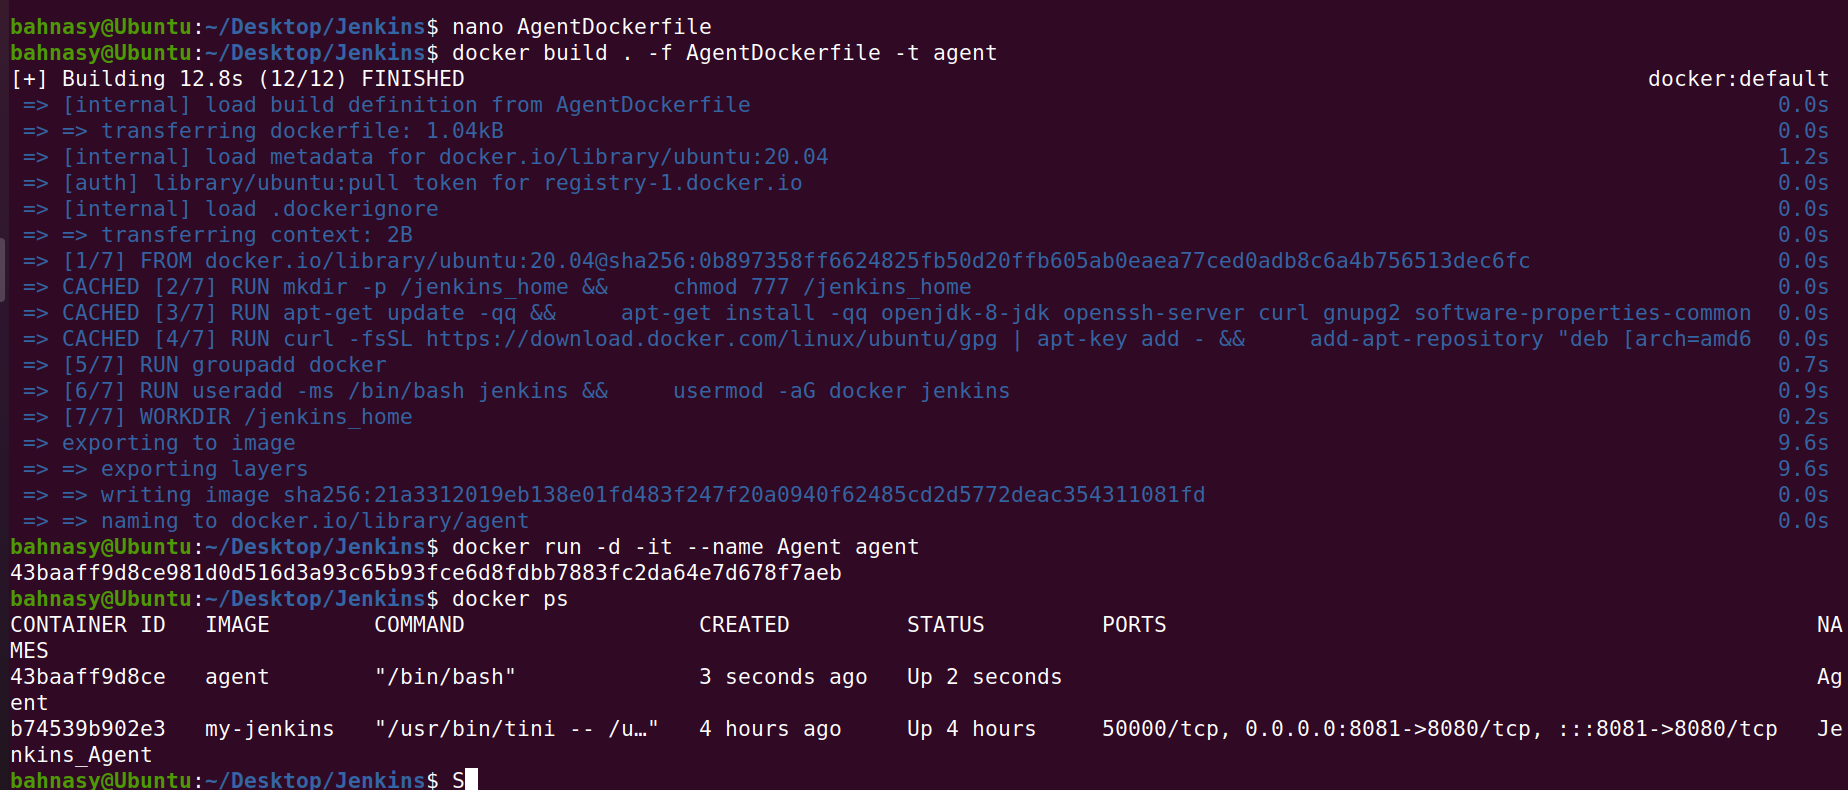 bahnasy@Ubuntu:~/Desktop/Jenkins$ nano AgentDockerfile
bahnasy@Ubuntu:~/Desktop/Jenkins$ docker build . -f AgentDockerfile -t agent
[+] Building 12.8s (12/12) FINISHED docker:default
=> [internal] load build definition from AgentDockerfile 0.0s
=> => transferring dockerfile: 1.04kB 0.0s
=> [internal] load metadata for docker.io/library/ubuntu:20.04 1.2s
=> [auth] library/ubuntu:pull token for registry-1.docker.io 0.0s
=> [internal] load .dockerignore 0.0s
=> => transferring context: 2B 0.0s
=> [1/7] FROM docker.io/library/ubuntu:20.04@sha256:0b897358ff6624825fb50d20ffb605ab0eaea77ced0adb8c6a4b756513dec6fc 0.0s
=> CACHED [2/7] RUN mkdir -p /jenkins_home &&     chmod 777 /jenkins_home 0.0s
=> CACHED [3/7] RUN apt-get update -qq &&     apt-get install -qq openjdk-8-jdk openssh-server curl gnupg2 software-properties-common 0.0s
=> CACHED [4/7] RUN curl -fsSL https://download.docker.com/linux/ubuntu/gpg | apt-key add - &&     add-apt-repository "deb [arch=amd6 0.0s
=> [5/7] RUN groupadd docker 0.7s
=> [6/7] RUN useradd -ms /bin/bash jenkins &&     usermod -aG docker jenkins 0.9s
=> [7/7] WORKDIR /jenkins_home 0.2s
=> exporting to image 9.6s
=> => exporting layers 9.6s
=> => writing image sha256:21a3312019eb138e01fd483f247f20a0940f62485cd2d5772deac354311081fd 0.0s
=> => naming to docker.io/library/agent 0.0s
bahnasy@Ubuntu:~/Desktop/Jenkins$ docker run -d -it --name Agent agent
43baaff9d8ce981d0d516d3a93c65b93fce6d8fdbb7883fc2da64e7d678f7aeb
bahnasy@Ubuntu:~/Desktop/Jenkins$ docker ps
CONTAINER ID   IMAGE        COMMAND                  CREATED         STATUS         PORTS                                                  NA
MES
43baaff9d8ce   agent        "/bin/bash"              3 seconds ago   Up 2 seconds                                                          Ag
ent
b74539b902e3   my-jenkins   "/usr/bin/tini -- /u…"   4 hours ago     Up 4 hours     50000/tcp, 0.0.0.0:8081->8080/tcp, :::8081->8080/tcp   Je
nkins_Agent
bahnasy@Ubuntu:~/Desktop/Jenkins$ S